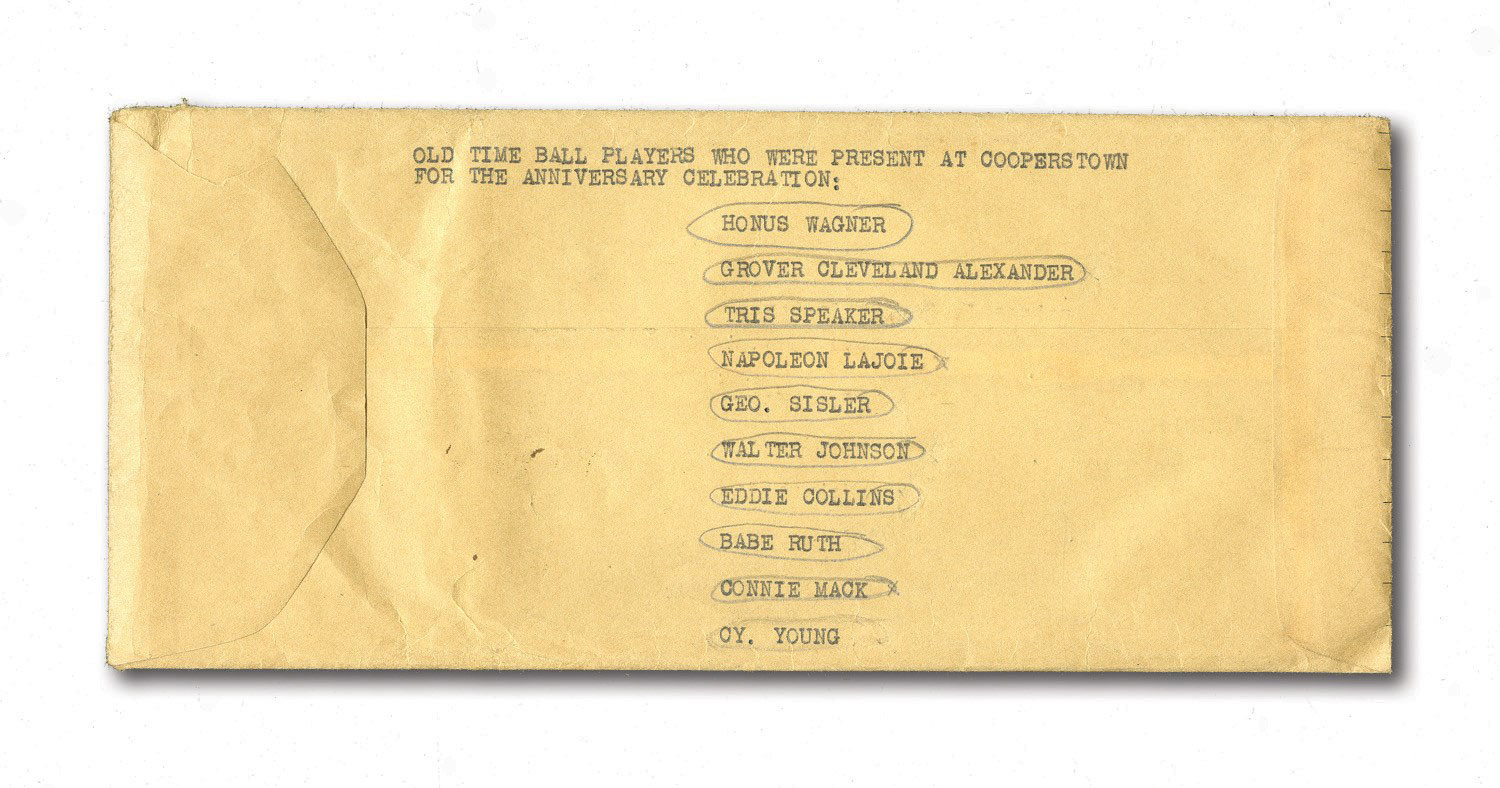 OLD TIME BALL PLAYERS WHO WERE PRESENT AT COOPERSTOWN
FOR THE ANNIVERSARY CELEBRATION:
HONUS WAGNER
GROVER CLEVELAND ALEXANDER
TRIS SPEAKER
NAPOLEON LAJOIE
GEO. SISLER
WALTER JOHNSON
EDDIE COLLINS
BABE RUTH
CONNIE MACK
CY. YOUNG